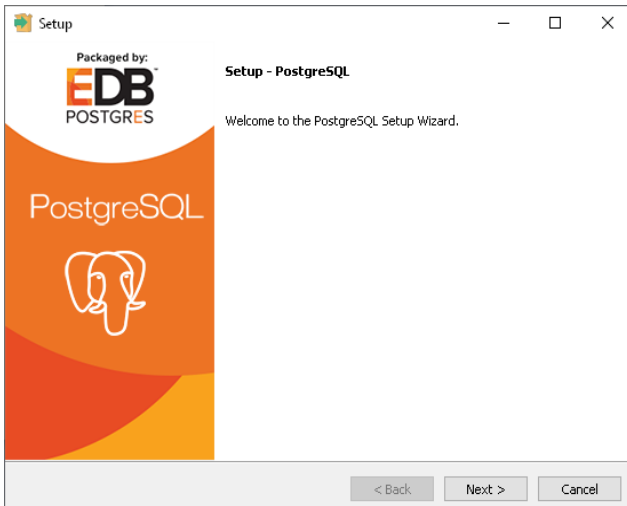 Setup
Packaged by:
EDB
POSTGRES
Setup - PostgreSQL
Welcome to the PostgreSQL Setup Wizard.
PostgreSQL
< Back
Next >
Cancel